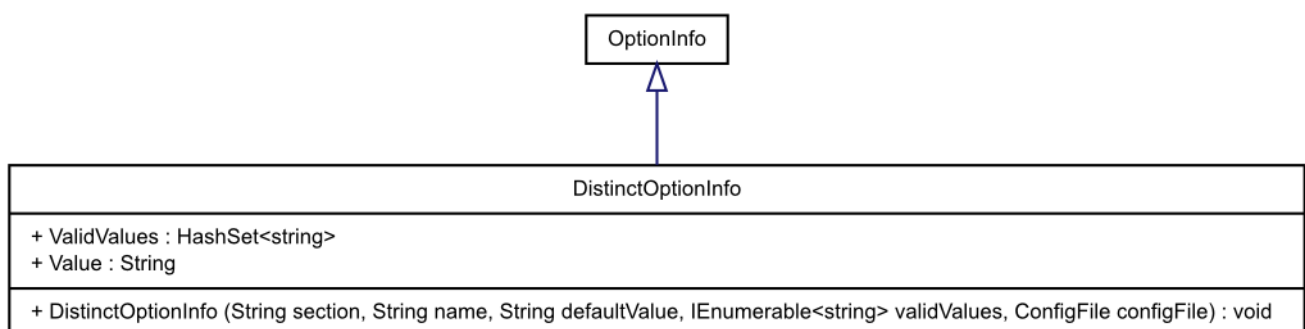 OptionInfo
DistinctOptionInfo
+ ValidValues : HashSet<string>
+ Value : String
+ DistinctOptionInfo (String section, String name, String defaultValue, IEnumerable<string> validValues, ConfigFile configFile) : void